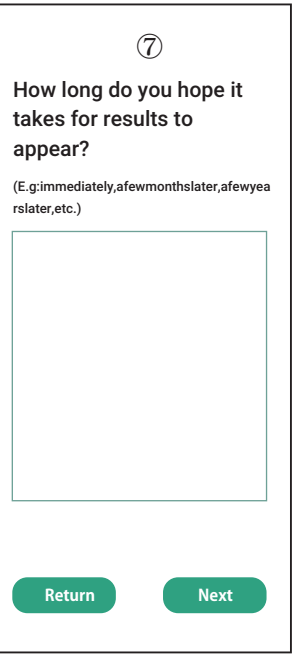 ⑦
How long do you hope it
takes for results to
appear?
(E.g:immediately,afewmonthslater,afewyea
rslater,etc.)
Return
Next